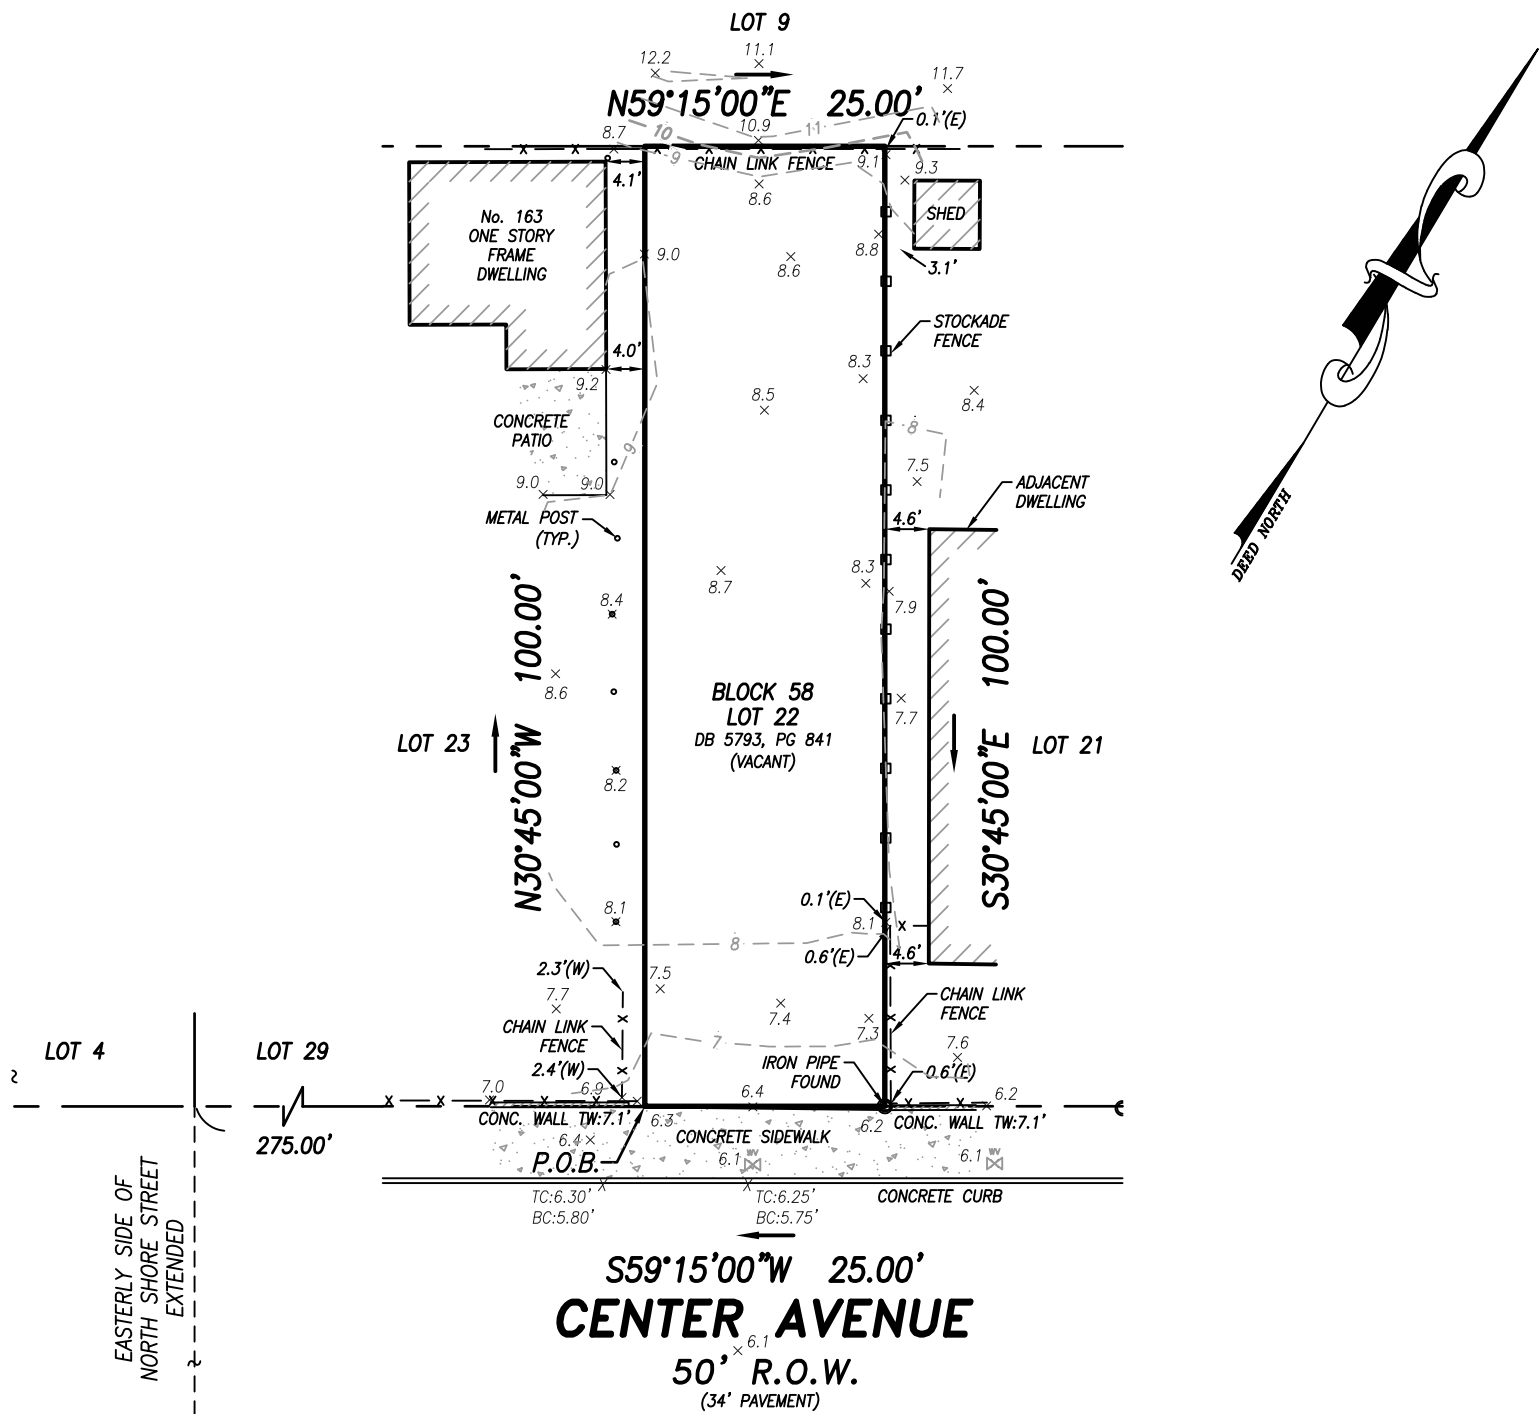 LOT 9
12.2
11.1
11.7
N59°15'00"E 25.00'
10.9
11
0.1'(E)
8.7
10
9
CHAIN LINK FENCE
9.1
9.3
4.1'
8.6
No. 163
ONE STORY
FRAME
DWELLING
SHED
9.0
8.6
8.8
3.1'
STOCKADE
FENCE
4.0'
8.3
9.2
8.5
8.4
CONCRETE
PATIO
9
8
7.5
9.0
9.0
ADJACENT
DWELLING
METAL POST
(TYP.)
4.6'
DEED NORTH
8.7
8.3
8.4
7.9
N30°45'00"W 100.00'
S30°45'00"E 100.00'
8.6
BLOCK 58
LOT 22
DB 5793, PG 841
(VACANT)
7.7
LOT 23
LOT 21
8.2
0.1'(E)
8.1
8.1
8
0.6'(E)
4.6'
2.3'(W)
7.5
7.7
7.4
7.3
CHAIN LINK
FENCE
CHAIN LINK
FENCE
7
7.6
LOT 4
LOT 29
2.4'(W)
IRON PIPE
FOUND
0.6'(E)
7.0
6.9
6.4
6.2
CONC. WALL TW:7.1'
6.3
6.2
CONC. WALL TW:7.1'
275.00'
6.4
CONCRETE SIDEWALK
P.O.B.
6.1
WV
6.1
WV
TC:6.30'
BC:5.80'
TC:6.25'
BC:5.75'
CONCRETE CURB
EASTERLY SIDE OF
NORTH SHORE STREET
EXTENDED
S59°15'00"W 25.00'
CENTER AVENUE
6.1
50' R.O.W.
(34' PAVEMENT)